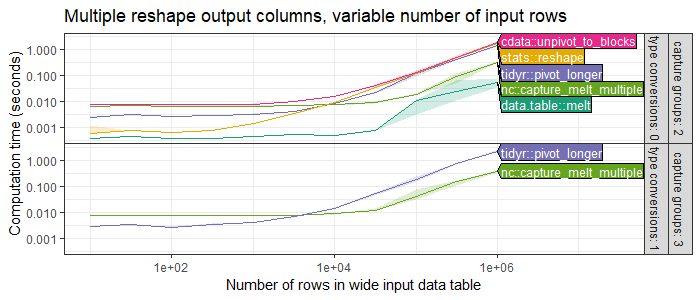 Multiple reshape output columns, variable number of input rows
Computation time (seconds)
1.000
0.100
0.010
0.001
cdata::unpivot_to_blocks
stats::reshape
tidyr::pivot_longer
nc::capture_melt_multiple
data.table::melt
type conversions: 0
capture groups: 2
1.000
0.100
0.010
0.001
tidyr::pivot_longer
nc::capture_melt_multiple
type conversions: 1
capture groups: 3
1e+02
1e+04
1e+06
Number of rows in wide input data table